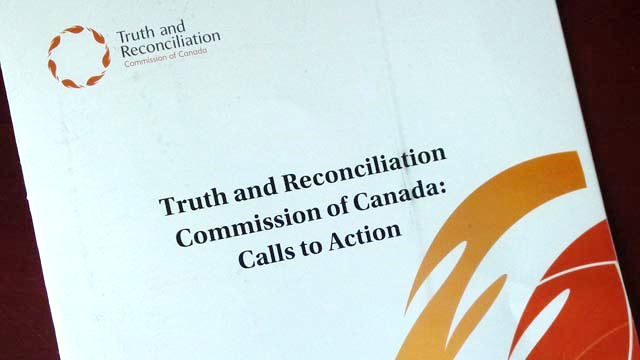 Truth and
Reconciliation
Commission of Canada
Truth and Reconciliation
Commission of Canada:
Calls to Action